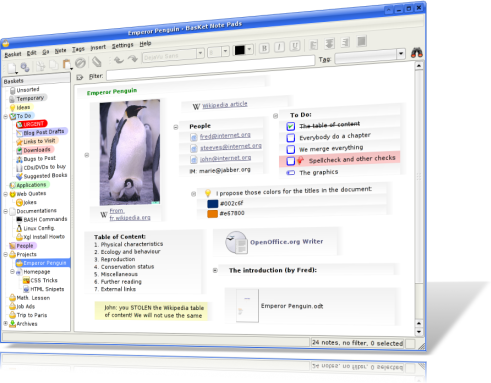 Emperor Penguin - BasKet Note Pads
Basket Edit Go Note Tags Insert Settings Help
Filter:
Tag:
Baskets
Unsorted
Temporary
Ideas
To Do
URGENT
Blog Post Drafts
Links to Visit
Downloads
Bugs to Post
CDs/DVDs to buy
Suggested Books
Applications
Web Quotes
Jokes
Documentations
BASH Commands
Linux Config
Xgl Install Howto
People
Projects
Emperor Penguin
Homepage
CSS Tricks
HTML Snipets
Math. Lesson
Job Ads
Trip to Paris
Archives
Emperor Penguin
From
fr.wikipedia.org
Wikipedia article
People
fred@internet.org
steeves@internet.org
john@internet.org
IM: marie@jabber.org
To Do:
The table of content
Everybody do a chapter
We merge everything
Spellcheck and other checks
The graphics
I propose those colors for the titles in the document:
#002c6f
#e67800
Table of Content:
1. Physical characteristics
2. Ecology and behaviour
3. Reproduction
4. Conservation status
5. Miscellaneous
6. Further reading
7. External links
OpenOffice.org Writer
The introduction (by Fred):
Emperor Penguin.odt
John: you STOLEN the Wikipedia table
of content! We will not use the same
24 notes, no filter, 0 selected